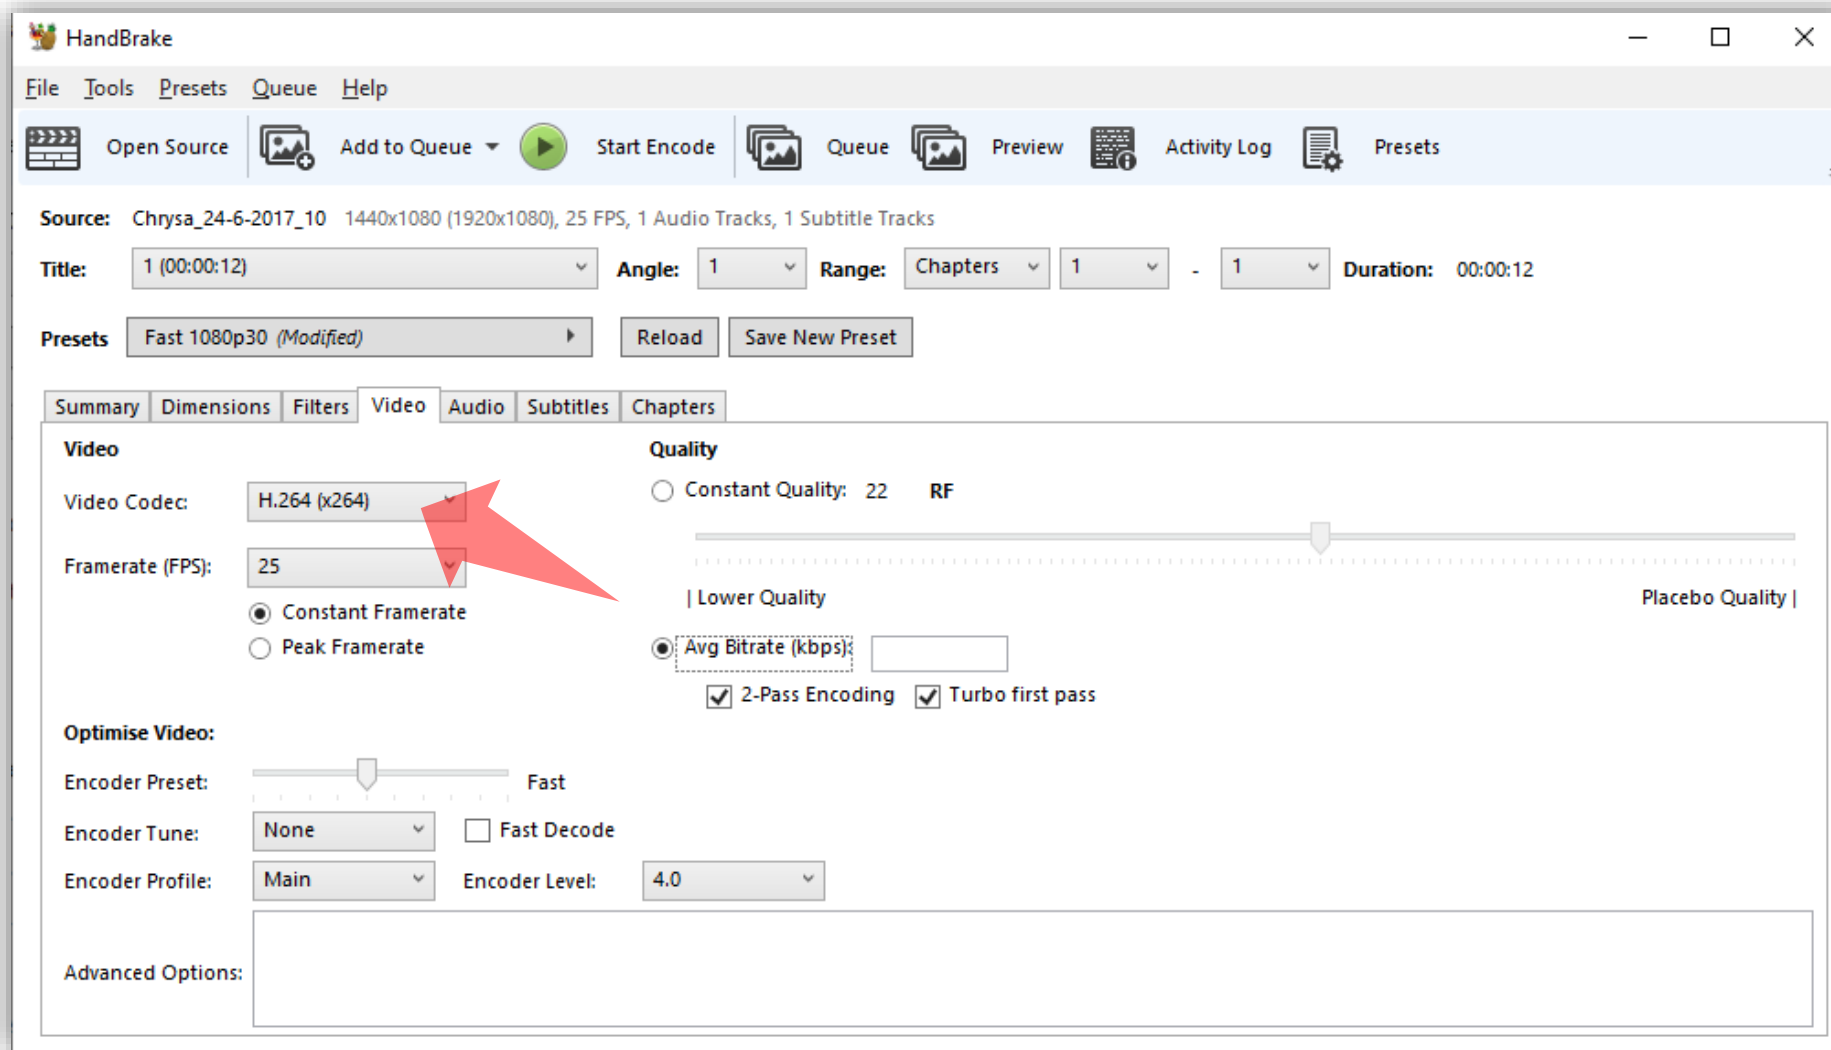 HandBrake
File Tools Presets Queue Help
Open Source Add to Queue Start Encode Queue Preview Activity Log Presets
Source: Chrysa_24-6-2017_10 1440x1080 (1920x1080), 25 FPS, 1 Audio Tracks, 1 Subtitle Tracks
Title: 1 (00:00:12) Angle: 1 Range: Chapters 1 - 1 Duration: 00:00:12
Presets Fast 1080p30 (Modified) Reload Save New Preset
Summary Dimensions Filters Video Audio Subtitles Chapters
Video Quality
Video Codec: H.264 (x264) Constant Quality: 22 RF
Framerate (FPS): 25
| Lower Quality Placebo Quality |
Constant Framerate
Peak Framerate Avg Bitrate (kbps):
2-Pass Encoding Turbo first pass
Optimise Video:
Encoder Preset: Fast
Encoder Tune: None Fast Decode
Encoder Profile: Main Encoder Level: 4.0
Advanced Options: